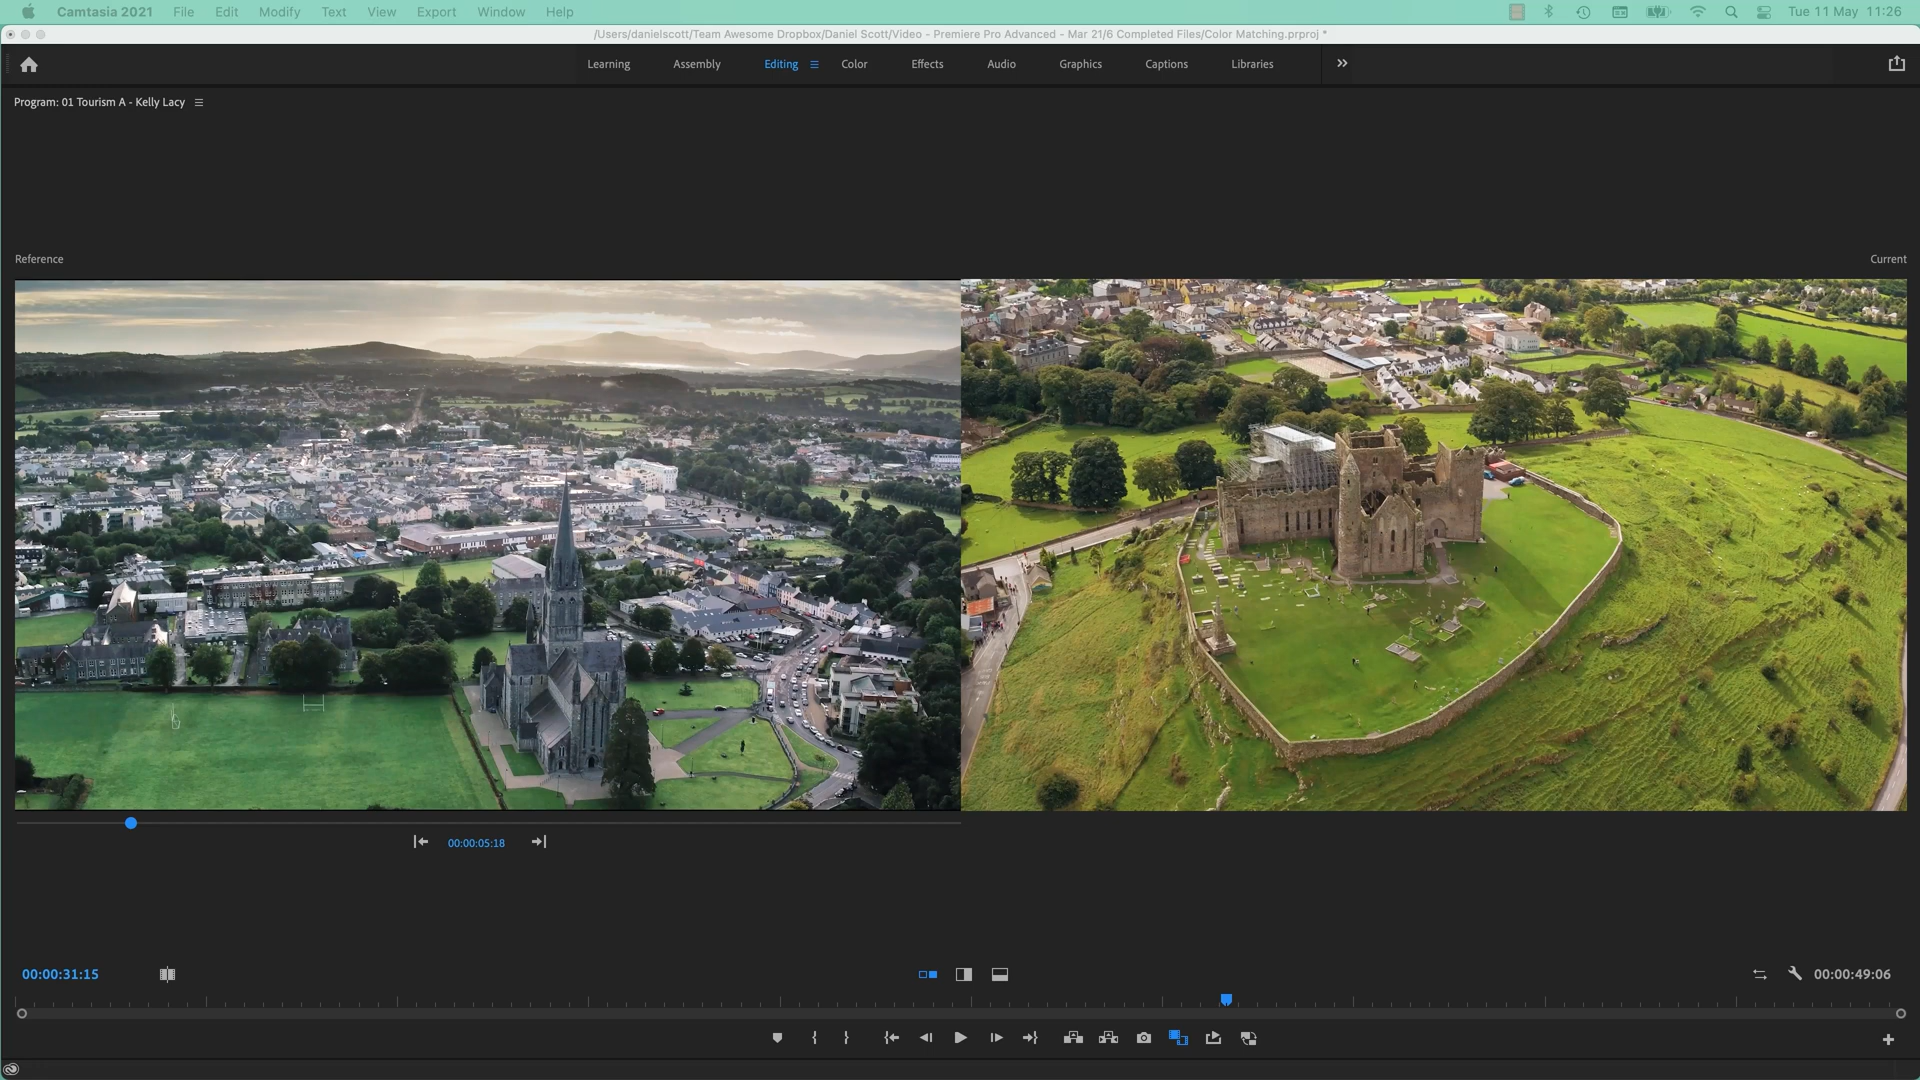 Camtasia 2021 File Edit Modify Text View Export Window Help Tue 11 May 11:26
/Users/danielscott/Team Awesome Dropbox/Daniel Scott/Video - Premiere Pro Advanced - Mar 21/6 Completed Files/Color Matching.prproj *
Learning Assembly Editing Color Effects Audio Graphics Captions Libraries
Program: 01 Tourism A - Kelly Lacy
Reference Current
00:00:05:18
00:00:31:15 00:00:49:06